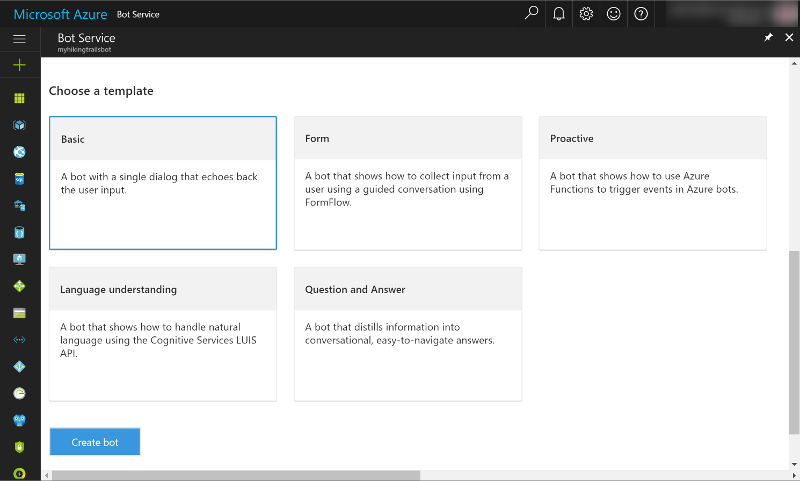 Microsoft Azure Bot Service
Bot Service
myhikingtrailsbot
Choose a template
Basic
A bot with a single dialog that echoes back
the user input.
Form
A bot that shows how to collect input from a
user using a guided conversation using
FormFlow.
Proactive
A bot that shows how to use Azure
Functions to trigger events in Azure bots.
Language understanding
A bot that shows how to handle natural
language using the Cognitive Services LUIS
API.
Question and Answer
A bot that distills information into
conversational, easy-to-navigate answers.
Create bot